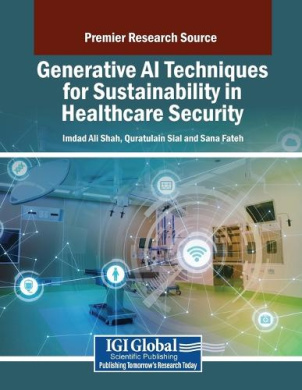 Premier Research Source
Generative AI Techniques
for Sustainability in
Healthcare Security
Imdad Ali Shah, Quratulain Sial and Sana Fateh
IGI Global
Scientific Publishing
Publishing Tomorrow's Research Today